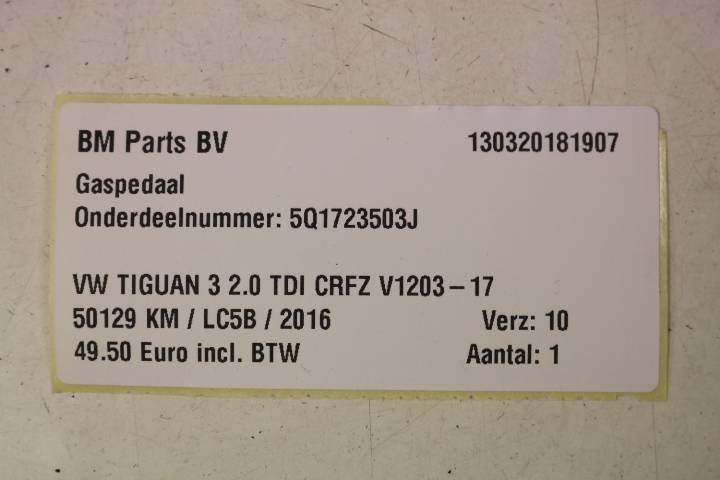 BM Parts BV 130320181907
Gaspedaal
Onderdeelnummer: 5Q1723503J
VW TIGUAN 3 2.0 TDI CRFZ V1203-17
50129 KM / LC5B / 2016 Verz: 10
49.50 Euro incl. BTW Aantal: 1